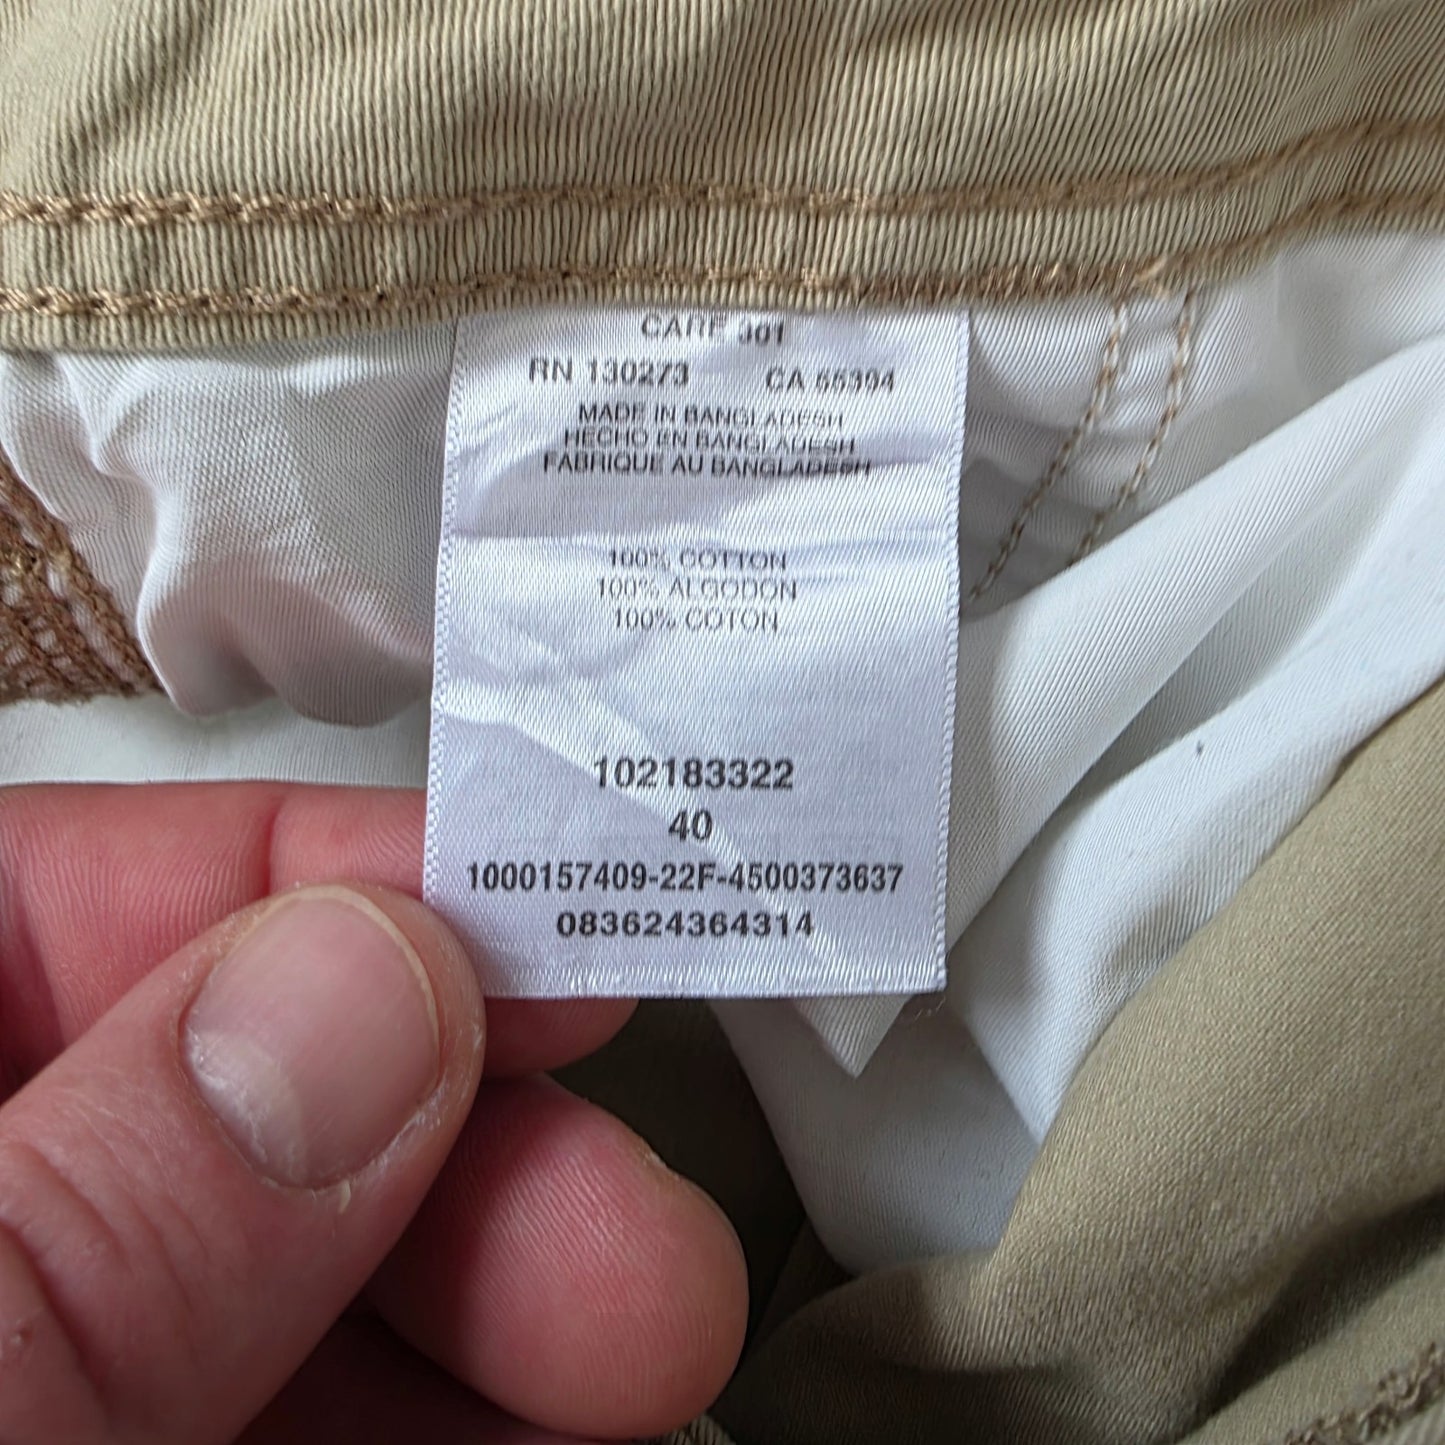 CARE 301
RN 130273 CA 55394
MADE IN BANGLADESH
HECHO EN BANGLADESH
FABRIQUE AU BANGLADESH
100% COTTON
100% ALGODON
100% COTON
102183322
40
1000157409-22F-4500373637
083624364314